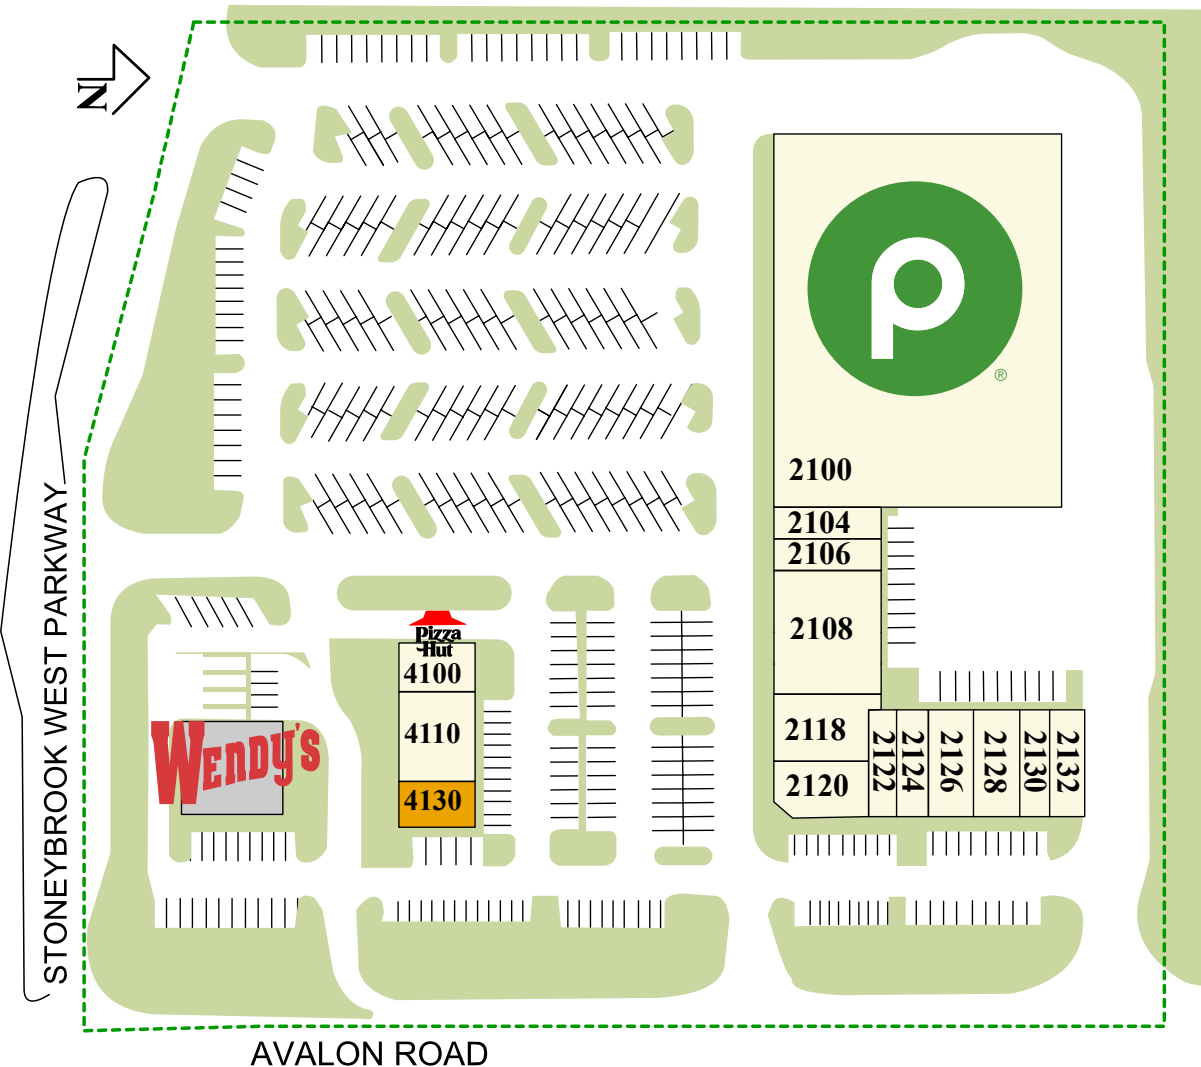 N
P
®
2100
2104
2106
2108
2118
2120
2122
2124
2126
2128
2130
2132
Pizza
Hut
4100
4110
4130
WENDY'S
STONEYBROOK WEST PARKWAY
AVALON ROAD